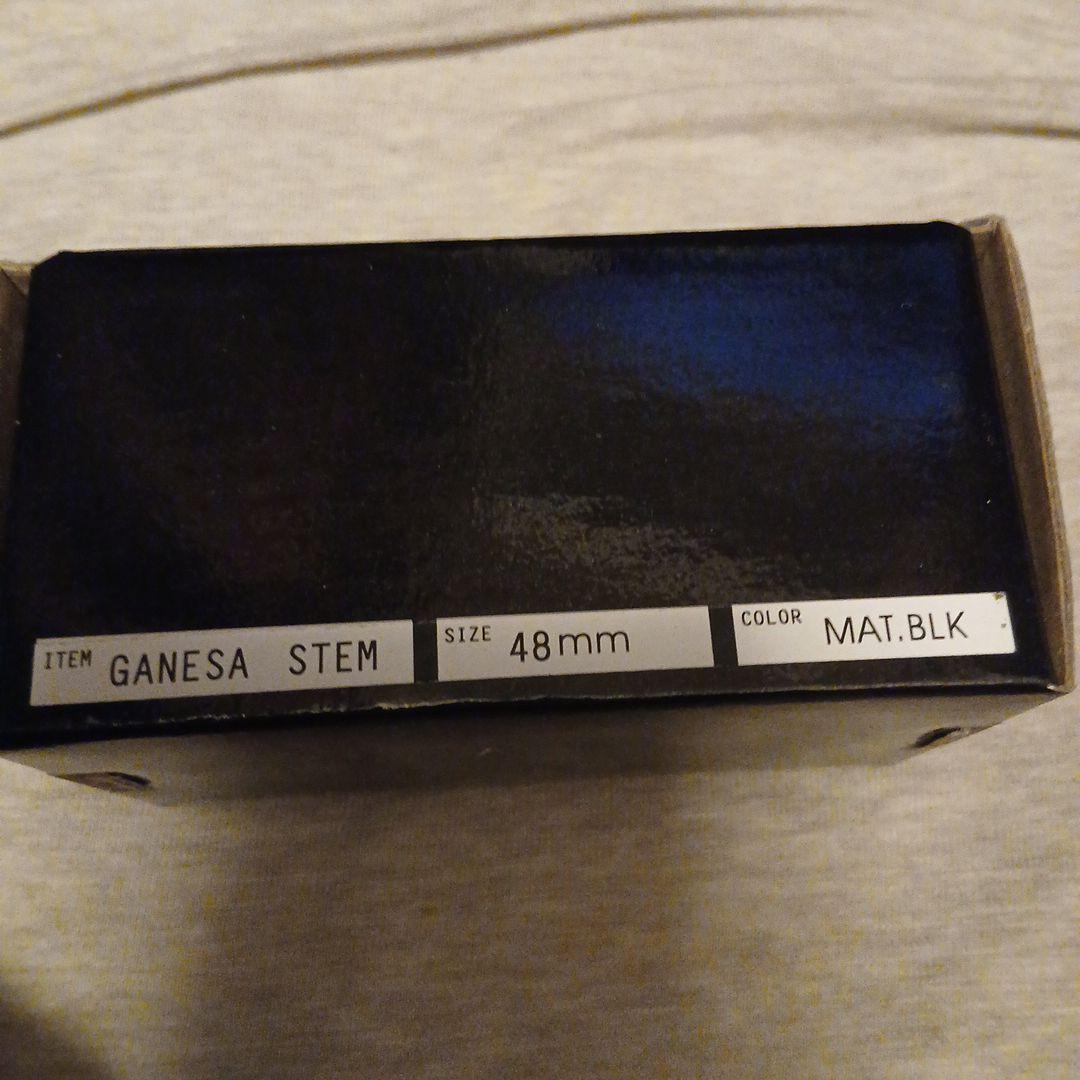 ITEM GANESA STEM
SIZE 48mm
COLOR MAT.BLK